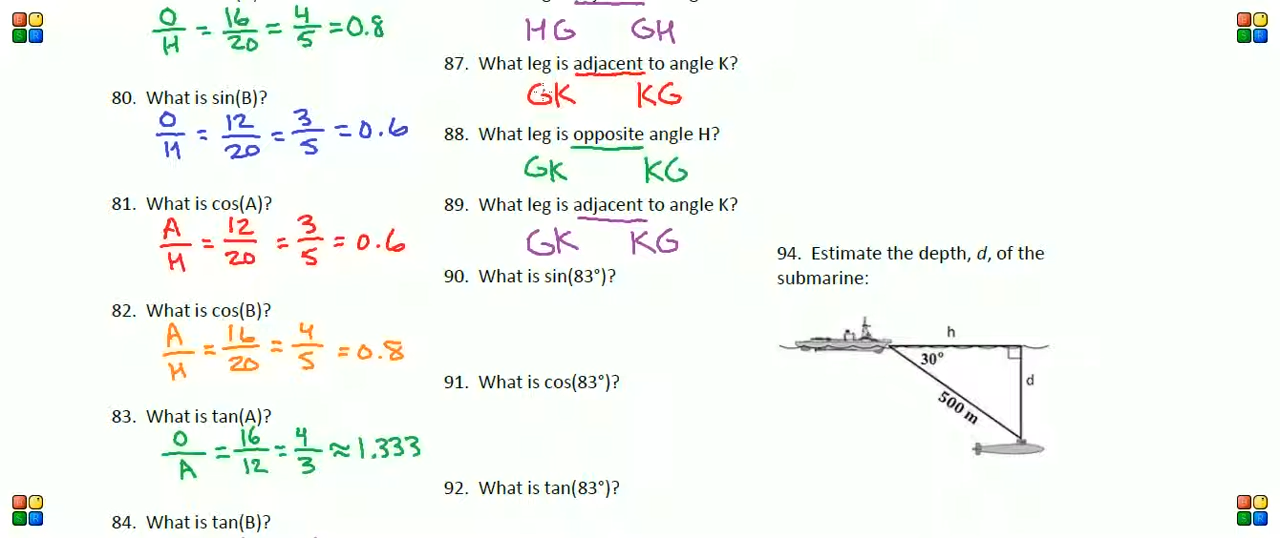 O/H = 16/20 = 4/5 = 0.8
80. What is sin(B)?
O/H = 12/20 = 3/5 = 0.6
81. What is cos(A)?
A/H = 12/20 = 3/5 = 0.6
82. What is cos(B)?
A/H = 16/20 = 4/5 = 0.8
83. What is tan(A)?
O/A = 16/12 = 4/3 ≈ 1.333
84. What is tan(B)?
HG GH
87. What leg is adjacent to angle K?
GK KG
88. What leg is opposite angle H?
GK KG
89. What leg is adjacent to angle K?
GK KG
90. What is sin(83°)?
91. What is cos(83°)?
92. What is tan(83°)?
94. Estimate the depth, d, of the
submarine:
h
30°
d
500 m